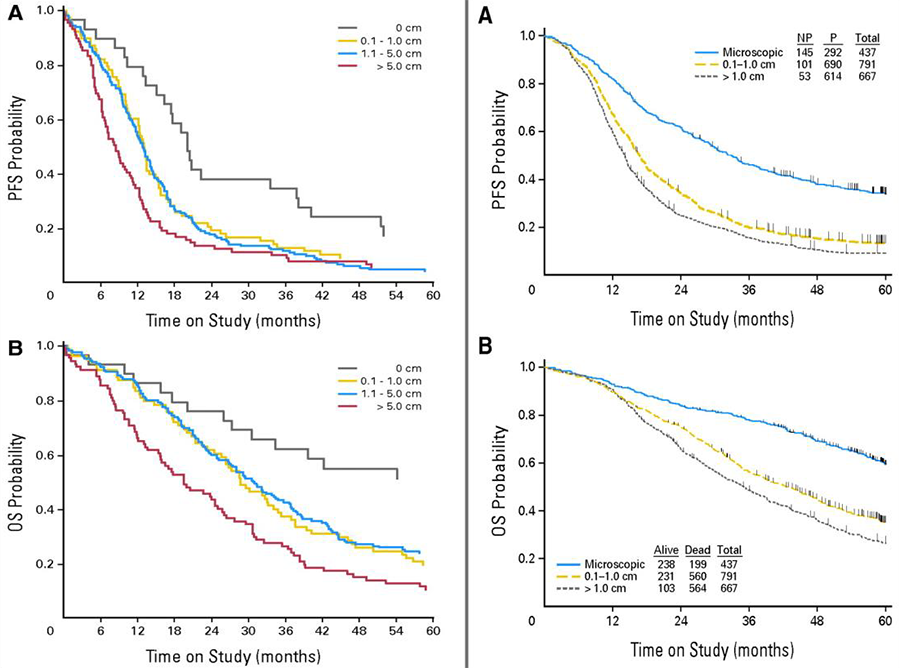 A
1.0
0.8
0.6
0.4
0.2
PFS Probability
0 cm
0.1 - 1.0 cm
1.1 - 5.0 cm
> 5.0 cm
0 6 12 18 24 30 36 42 48 54 60
Time on Study (months)
B
1.0
0.8
0.6
0.4
0.2
OS Probability
0 cm
0.1 - 1.0 cm
1.1 - 5.0 cm
> 5.0 cm
0 6 12 18 24 30 36 42 48 54 60
Time on Study (months)
A
1.0
0.8
0.6
0.4
0.2
PFS Probability
NP P Total
Microscopic 145 292 437
0.1–1.0 cm 101 690 791
> 1.0 cm 53 614 667
0 12 24 36 48 60
Time on Study (months)
B
1.0
0.8
0.6
0.4
0.2
OS Probability
Alive Dead Total
Microscopic 238 199 437
0.1–1.0 cm 231 560 791
> 1.0 cm 103 564 667
0 12 24 36 48 60
Time on Study (months)